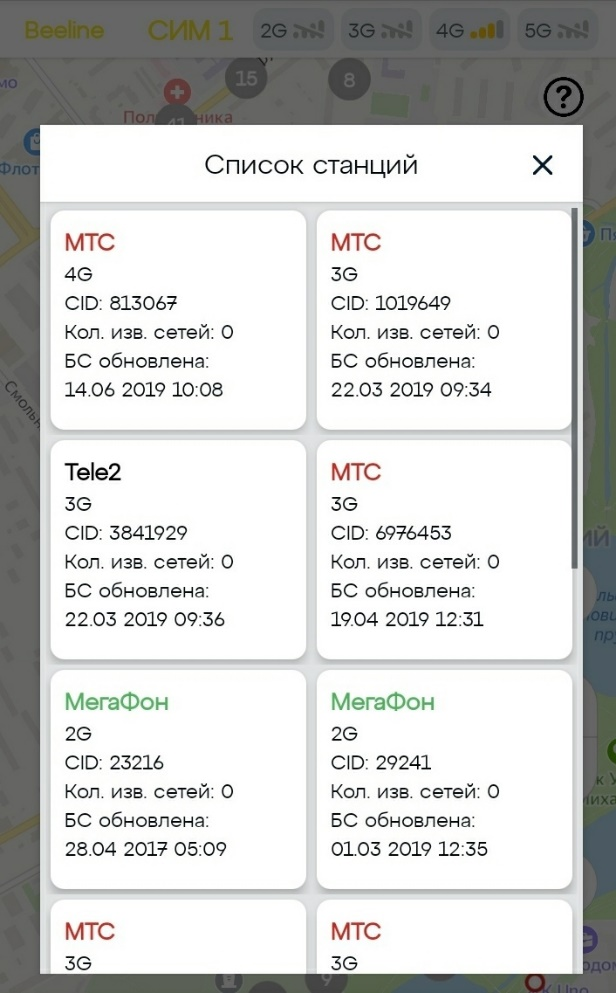 Beeline СИМ 1 2G 3G 4G 5G
15
8
41
Флот
Список станций
МТС
4G
CID: 813067
Кол. изв. сетей: 0
БС обновлена:
14.06 2019 10:08
МТС
3G
CID: 1019649
Кол. изв. сетей: 0
БС обновлена:
22.03 2019 09:34
Tele2
3G
CID: 3841929
Кол. изв. сетей: 0
БС обновлена:
22.03 2019 09:36
МТС
3G
CID: 6976453
Кол. изв. сетей: 0
БС обновлена:
19.04 2019 12:31
МегаФон
2G
CID: 23216
Кол. изв. сетей: 0
БС обновлена:
28.04 2017 05:09
МегаФон
2G
CID: 29241
Кол. изв. сетей: 0
БС обновлена:
01.03 2019 12:35
МТС
3G
МТС
3G